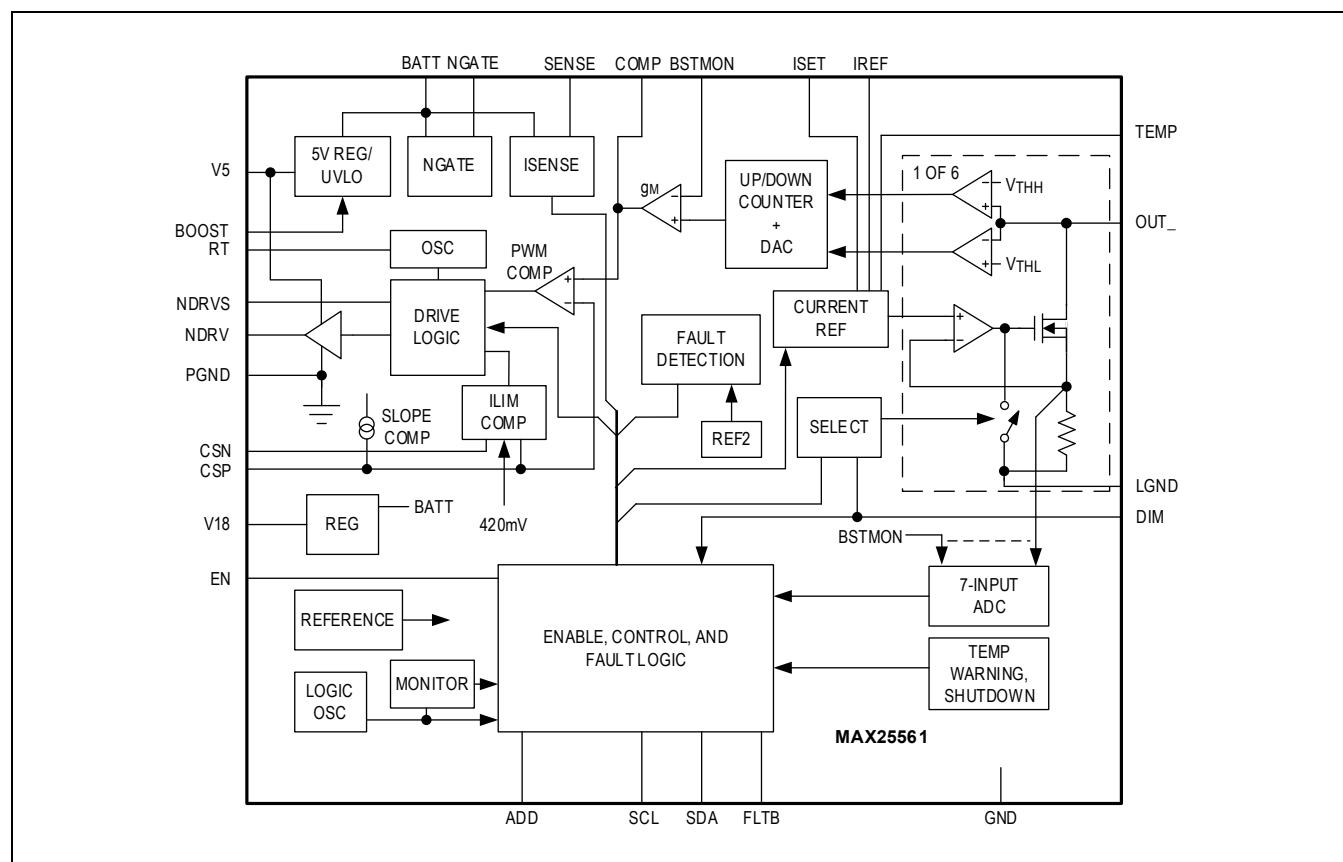 BATT NGATE SENSE COMP BSTMON ISET IREF
TEMP
V5
5V REG/
UVLO
NGATE
ISENSE
gM
UP/DOWN
COUNTER
+
DAC
1 OF 6
−
VTHH
+
OUT_
−
+
VTHL
−
+
BOOST
RT
OSC
PWM
COMP
+
−
NDRVS
NDRV
DRIVE
LOGIC
FAULT
DETECTION
CURRENT
REF
+
−
PGND
ILIM
COMP
SLOPE
COMP
REF2
SELECT
CSN
CSP
LGND
V18
REG
BATT
420mV
DIM
BSTMON
EN
7-INPUT
ADC
REFERENCE
ENABLE, CONTROL, AND
FAULT LOGIC
TEMP
WARNING,
SHUTDOWN
LOGIC
OSC
MONITOR
MAX25561
ADD SCL SDA FLTB GND